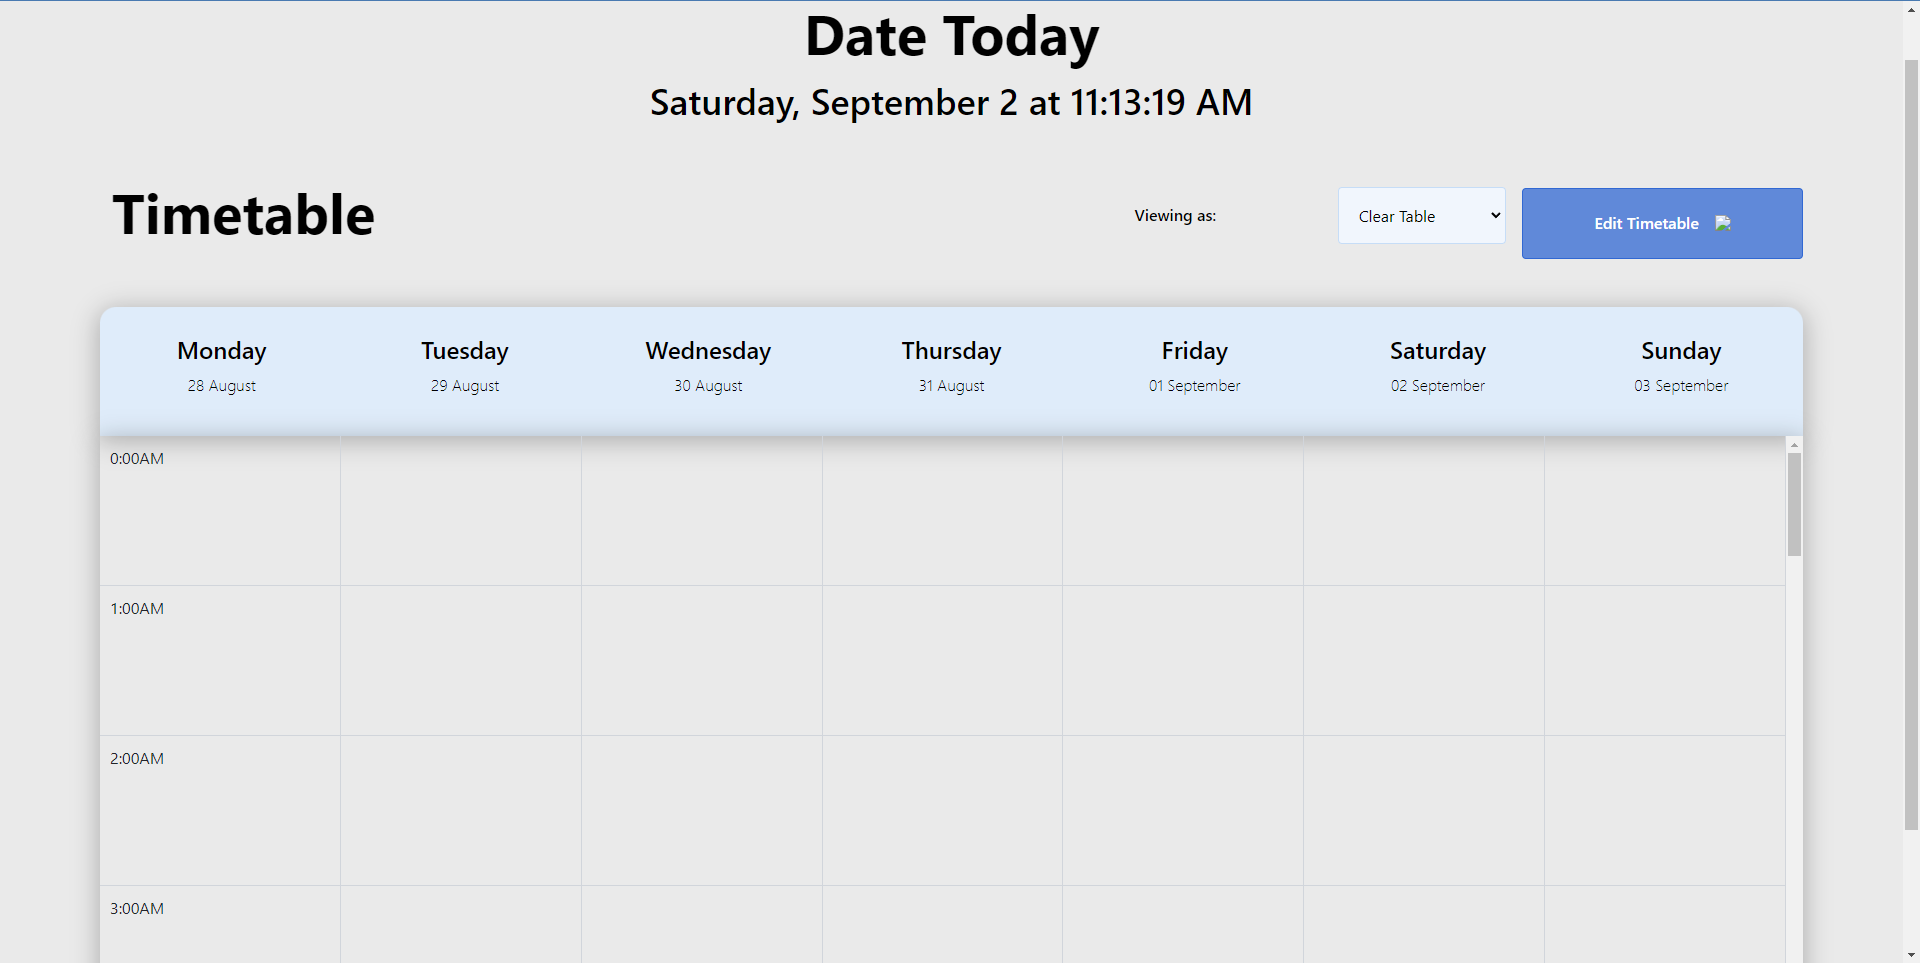 Date Today
Saturday, September 2 at 11:13:19 AM
Timetable
Viewing as:
Clear Table
Edit Timetable
Monday Tuesday Wednesday Thursday Friday Saturday Sunday
28 August 29 August 30 August 31 August 01 September 02 September 03 September
0:00AM
1:00AM
2:00AM
3:00AM